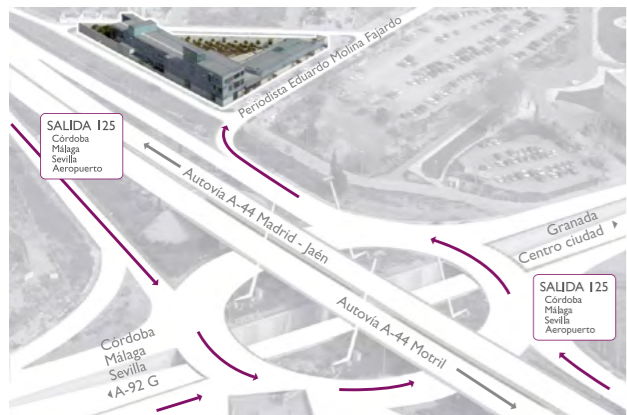 Periodista Eduardo Molina Fajardo
SALIDA 125
Córdoba
Málaga
Sevilla
Aeropuerto
Autovía A-44 Madrid - Jaén
Granada
Centro ciudad
Autovía A-44 Motril
SALIDA 125
Córdoba
Málaga
Sevilla
Aeropuerto
Córdoba
Málaga
Sevilla
A-92 G